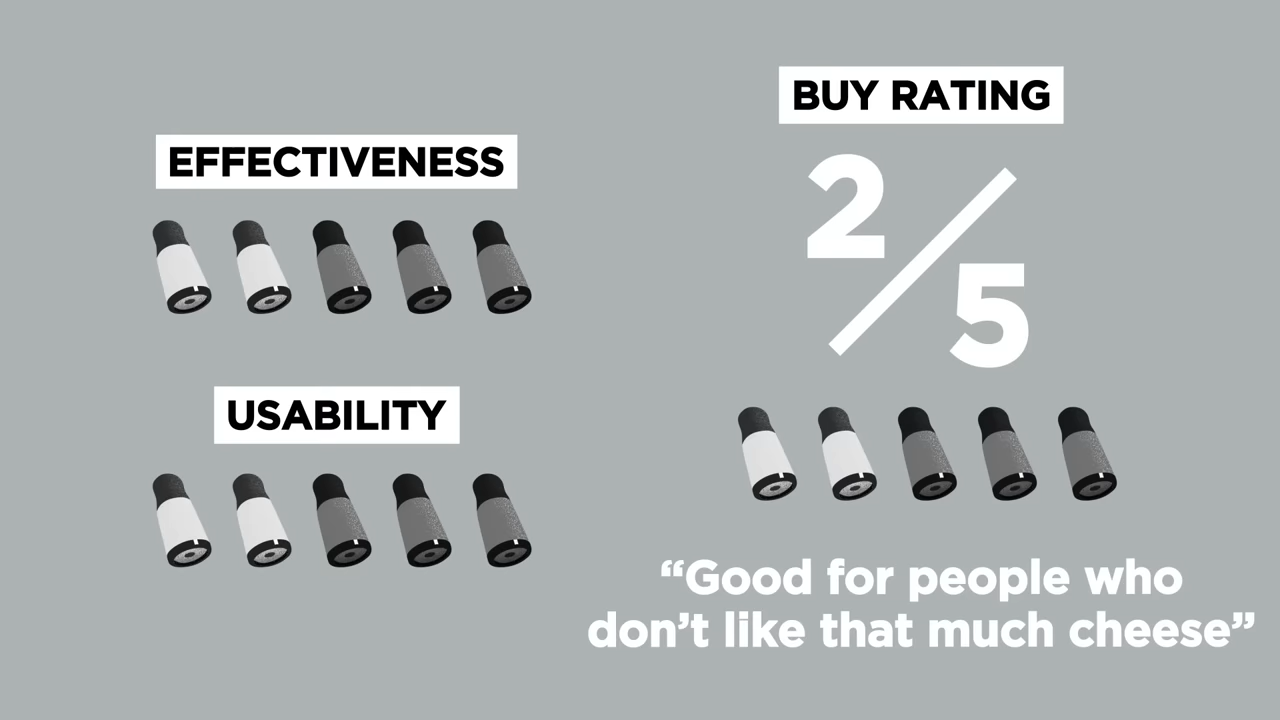 EFFECTIVENESS
USABILITY
BUY RATING
2/5
“Good for people who
don’t like that much cheese”